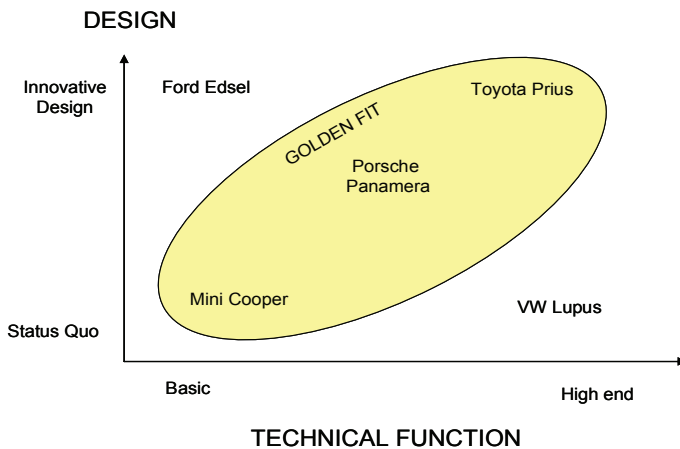 DESIGN
Innovative
Design
Ford Edsel
Toyota Prius
GOLDEN FIT
Porsche
Panamera
Mini Cooper
VW Lupus
Status Quo
Basic
High end
TECHNICAL FUNCTION